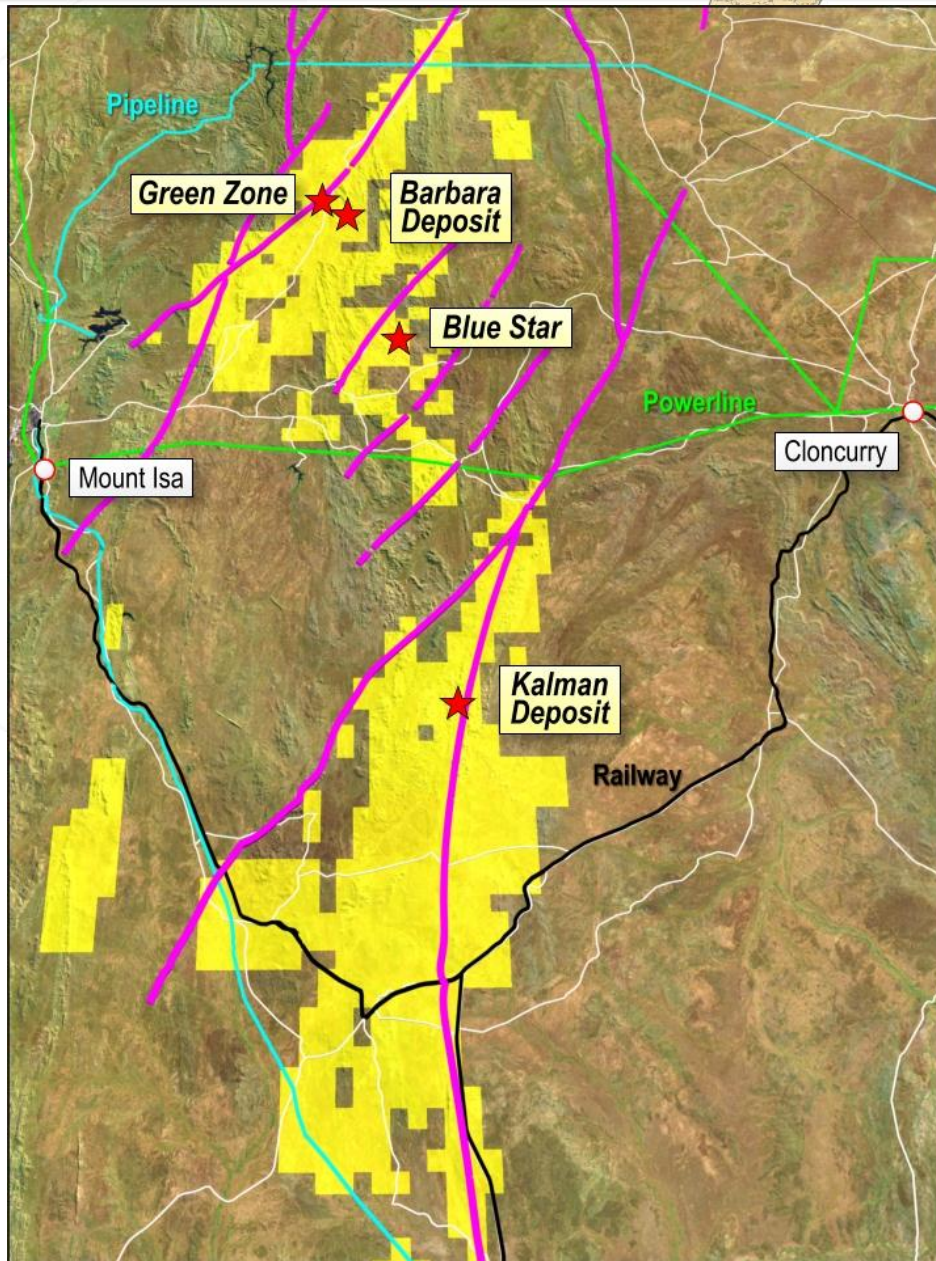 Pipeline
Green Zone
Barbara
Deposit
Blue Star
Powerline
Cloncurry
Mount Isa
Kalman
Deposit
Railway